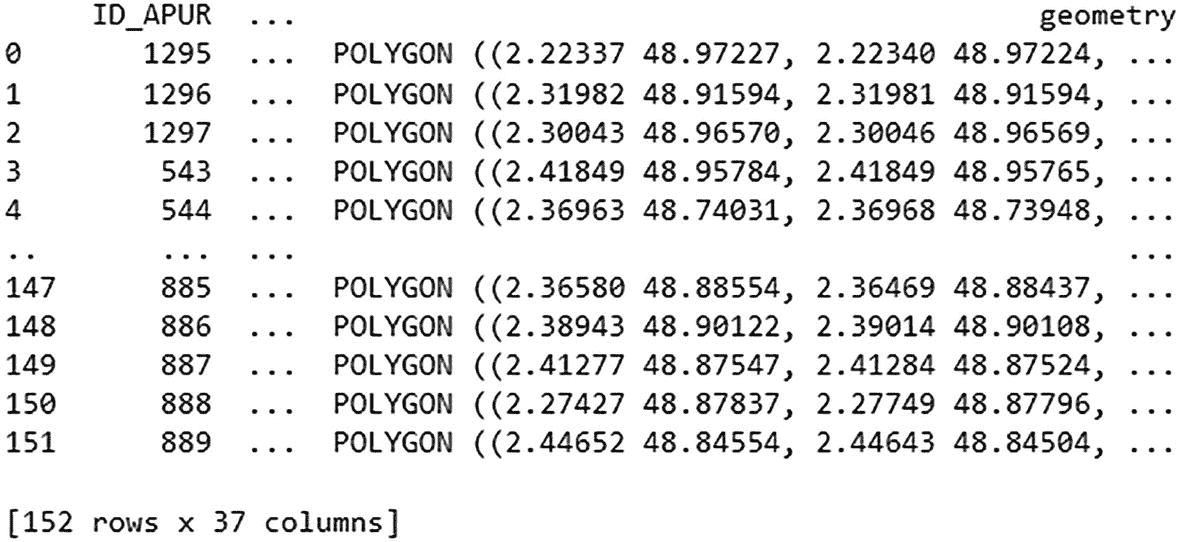 ID_APUR ... geometry
0 1295 ... POLYGON ((2.22337 48.97227, 2.22340 48.97224, ...
1 1296 ... POLYGON ((2.31982 48.91594, 2.31981 48.91594, ...
2 1297 ... POLYGON ((2.30043 48.96570, 2.30046 48.96569, ...
3 543 ... POLYGON ((2.41849 48.95784, 2.41849 48.95765, ...
4 544 ... POLYGON ((2.36963 48.74031, 2.36968 48.73948, ...
.. ... ... ...
147 885 ... POLYGON ((2.36580 48.88554, 2.36469 48.88437, ...
148 886 ... POLYGON ((2.38943 48.90122, 2.39014 48.90108, ...
149 887 ... POLYGON ((2.41277 48.87547, 2.41284 48.87524, ...
150 888 ... POLYGON ((2.27427 48.87837, 2.27749 48.87796, ...
151 889 ... POLYGON ((2.44652 48.84554, 2.44643 48.84504, ...
[152 rows x 37 columns]